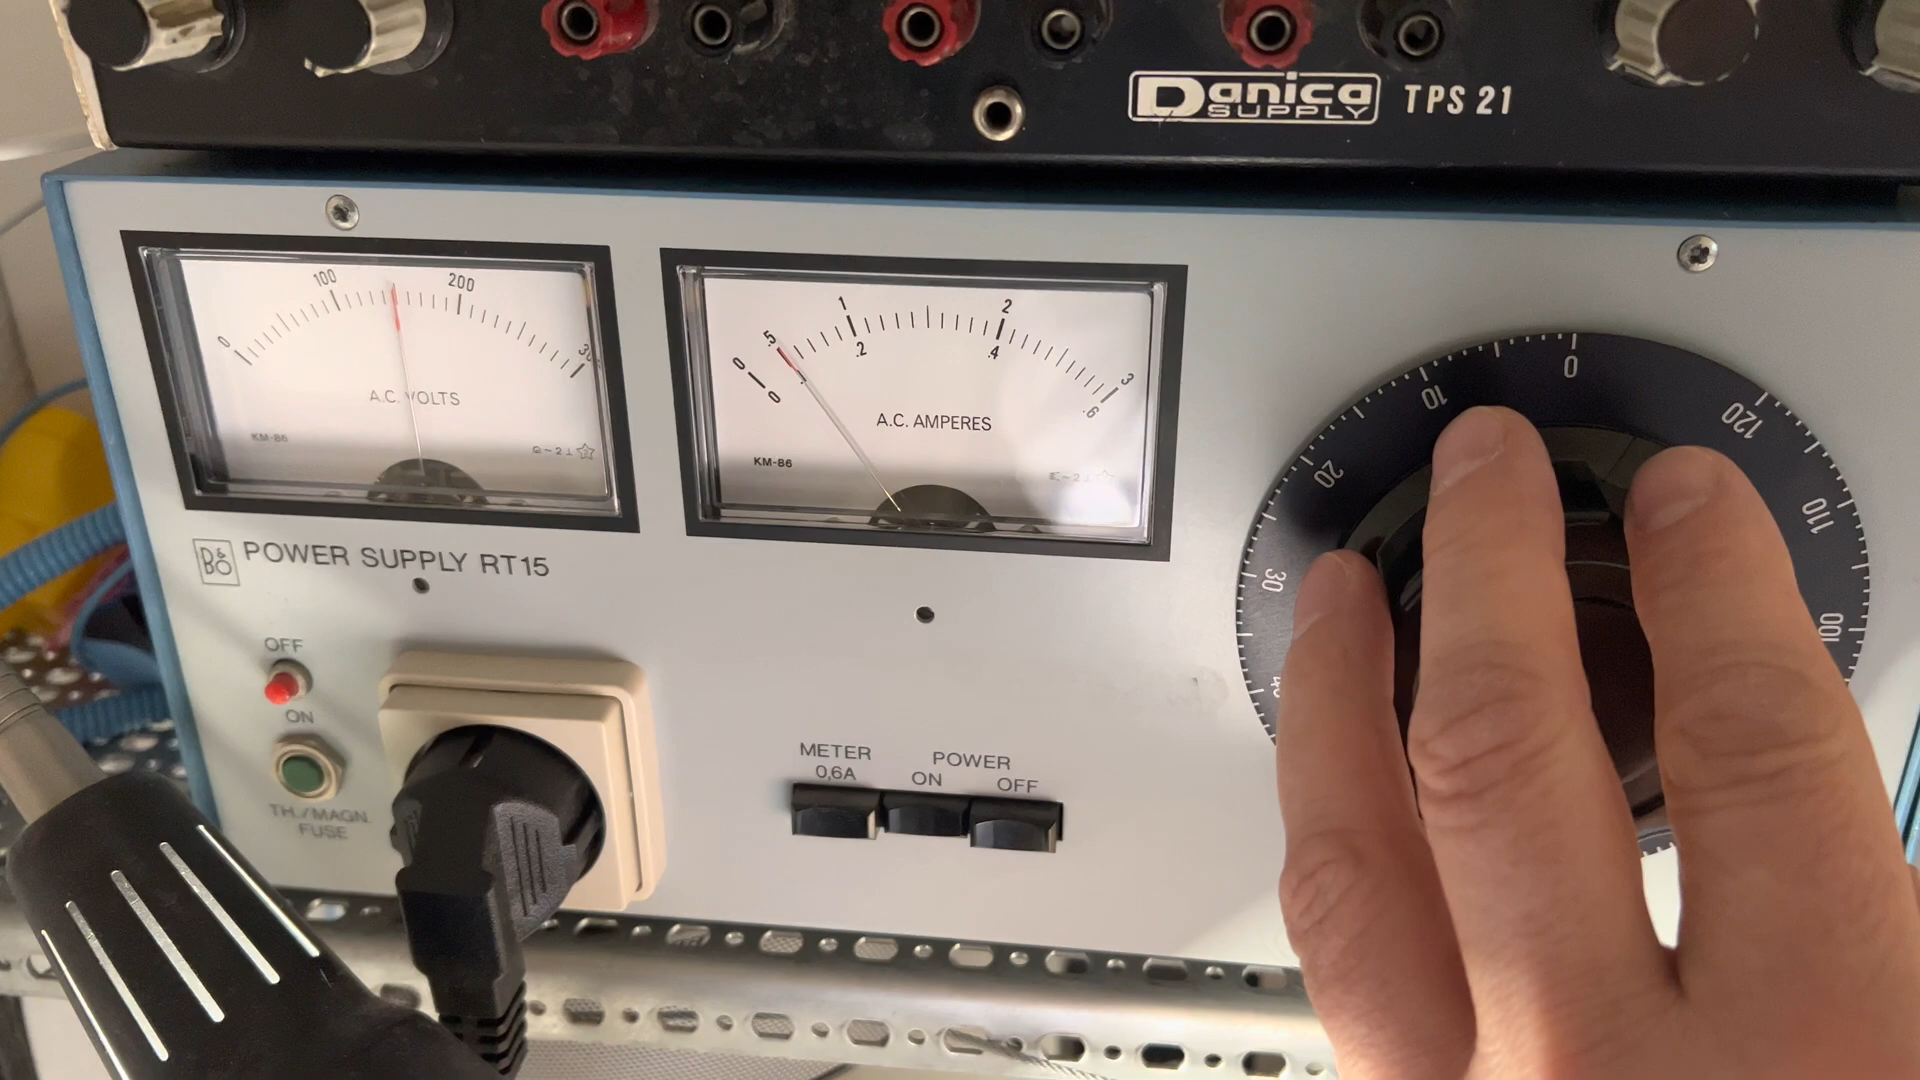 Danica
SUPPLY
TPS 21
0
100
200
A.C. VOLTS
KM-86
0
.5
1
2
3
0
.1
.2
.4
.6
A.C. AMPERES
KM-86
B&O
POWER SUPPLY RT15
OFF
ON
TH./MAGN.
FUSE
METER
0,6A
POWER
ON
OFF
0
10
20
30
120
110
100